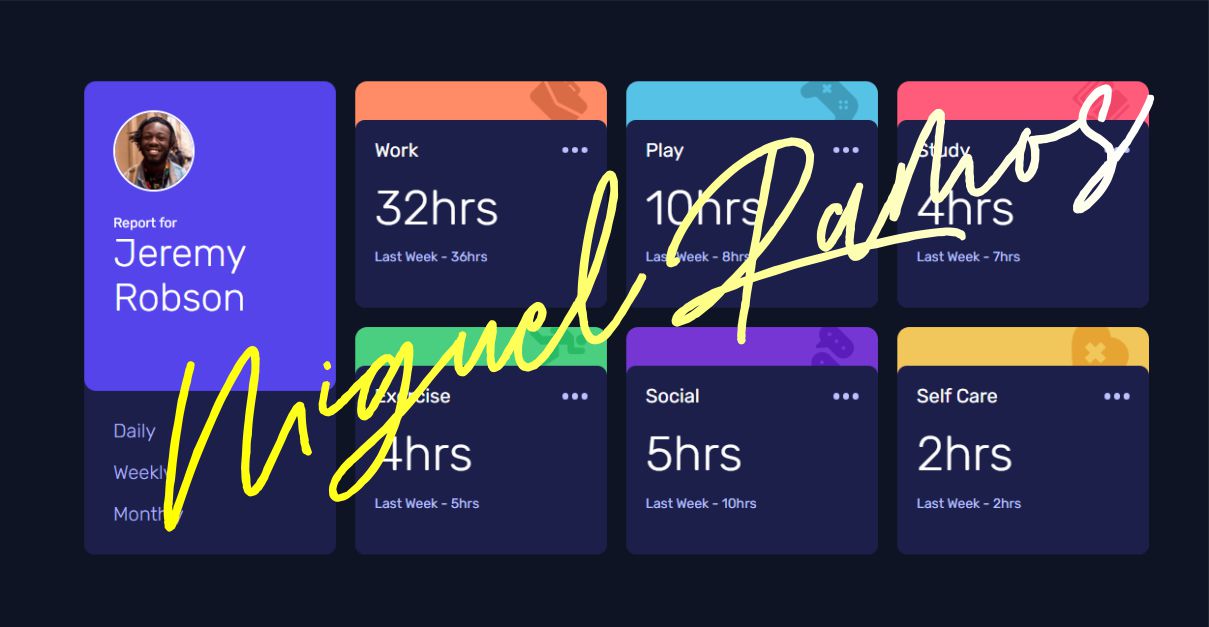 Report for
Jeremy
Robson
Daily
Weekly
Monthly
Work
32hrs
Last Week - 36hrs
Play
10hrs
Last Week - 8hrs
Study
4hrs
Last Week - 7hrs
Exercise
4hrs
Last Week - 5hrs
Social
5hrs
Last Week - 10hrs
Self Care
2hrs
Last Week - 2hrs
Miguel Ramos